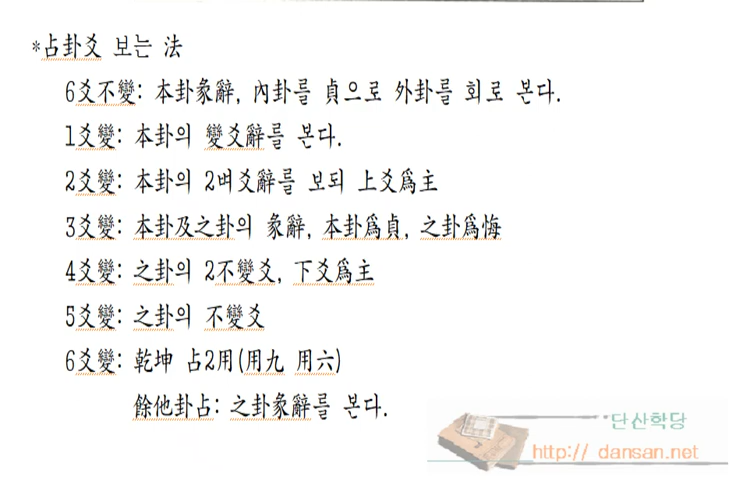 *占卦爻 보는 法
6爻不變: 本卦彖辭, 內卦를 貞으로 外卦를 회로 본다.
1爻變: 本卦의 變爻辭를 본다.
2爻變: 本卦의 2벼爻辭를 보되 上爻爲主
3爻變: 本卦及之卦의 彖辭, 本卦爲貞, 之卦爲悔
4爻變: 之卦의 2不變爻, 下爻爲主
5爻變: 之卦의 不變爻
6爻變: 乾坤 占2用(用九 用六)
餘他卦占: 之卦彖辭를 본다.
단산학당
http:// dansan.net